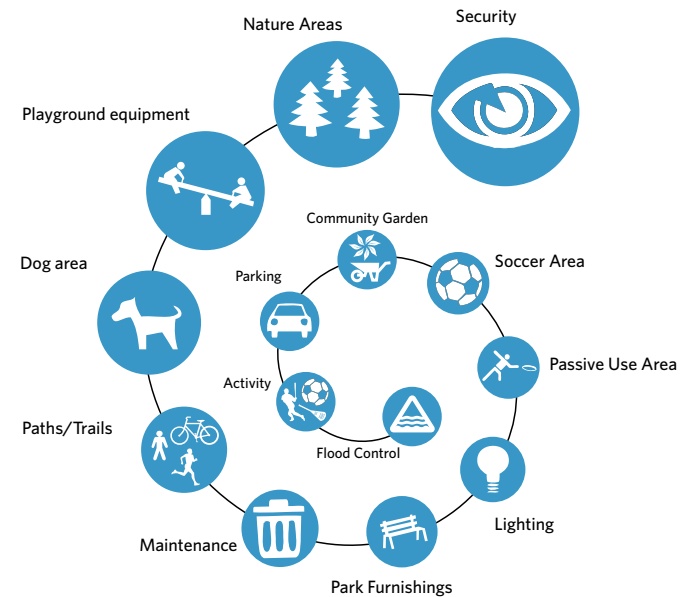 Security
Nature Areas
Playground equipment
Dog area
Paths/Trails
Maintenance
Park Furnishings
Lighting
Passive Use Area
Soccer Area
Community Garden
Parking
Activity
Flood Control